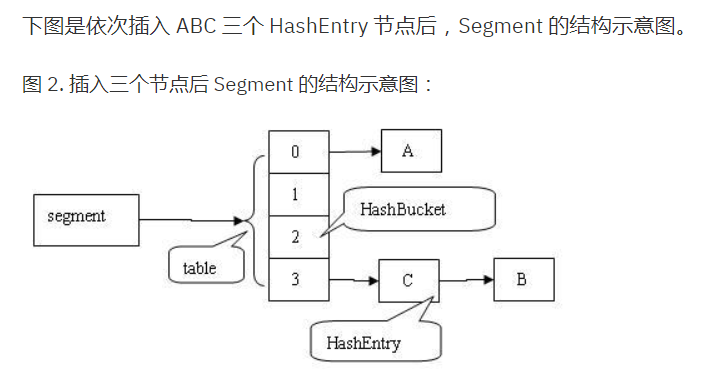 下图是依次插入 ABC 三个 HashEntry 节点后，Segment 的结构示意图。
图 2. 插入三个节点后 Segment 的结构示意图：
0
A
1
HashBucket
segment
2
table
3
C
B
HashEntry